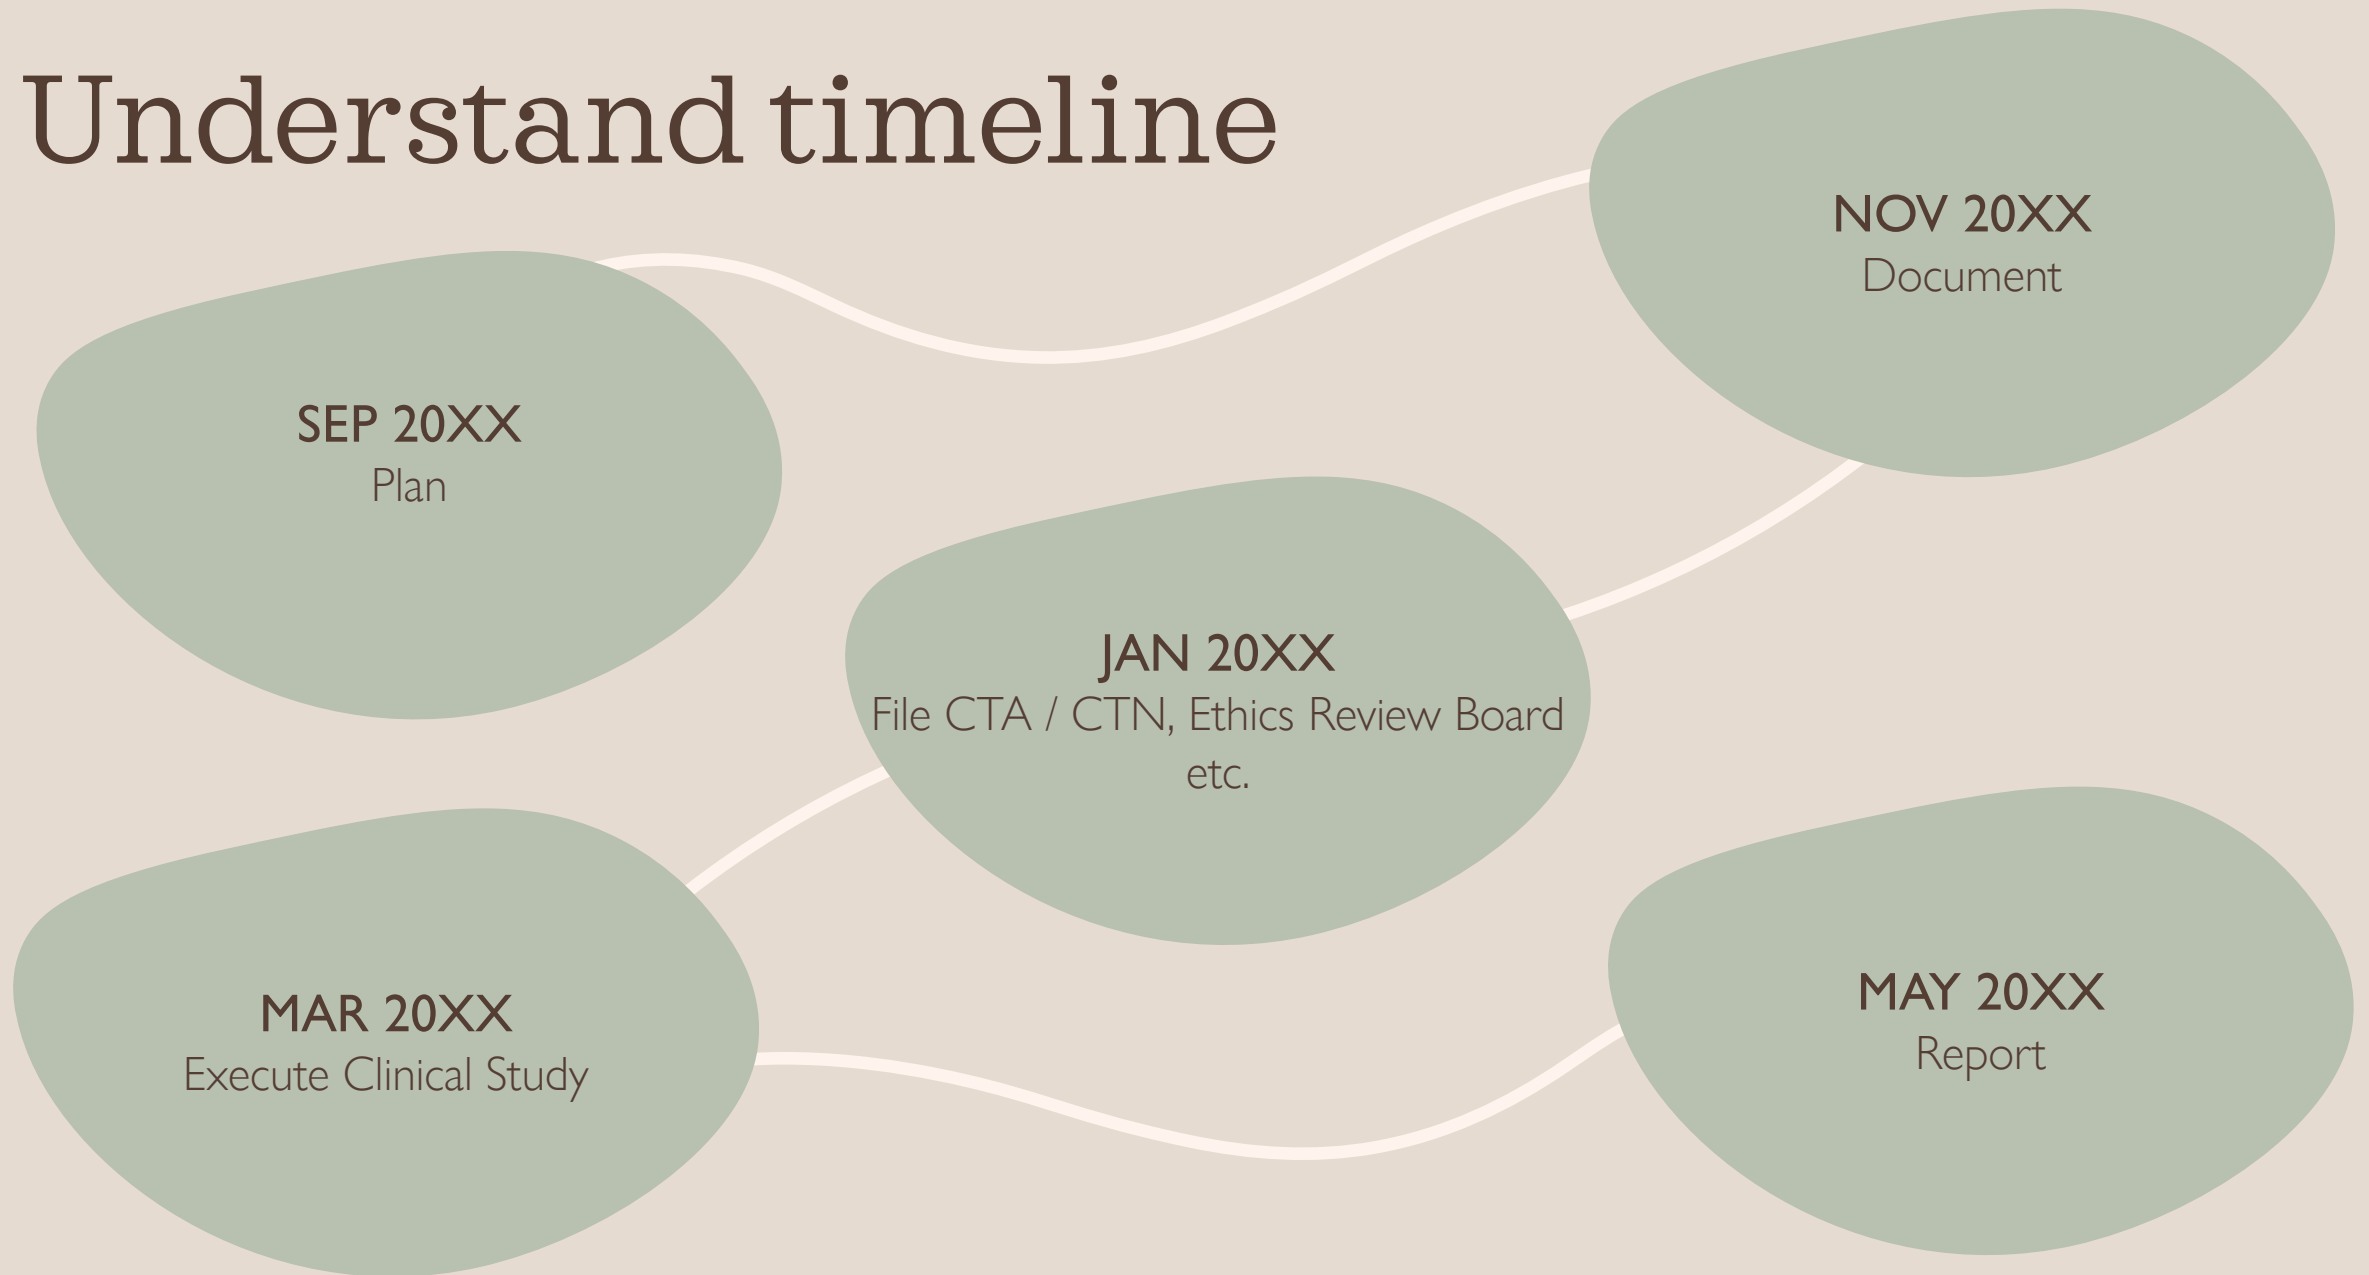 Understand timeline
SEP 20XX
Plan
NOV 20XX
Document
JAN 20XX
File CTA / CTN, Ethics Review Board
etc.
MAR 20XX
Execute Clinical Study
MAY 20XX
Report